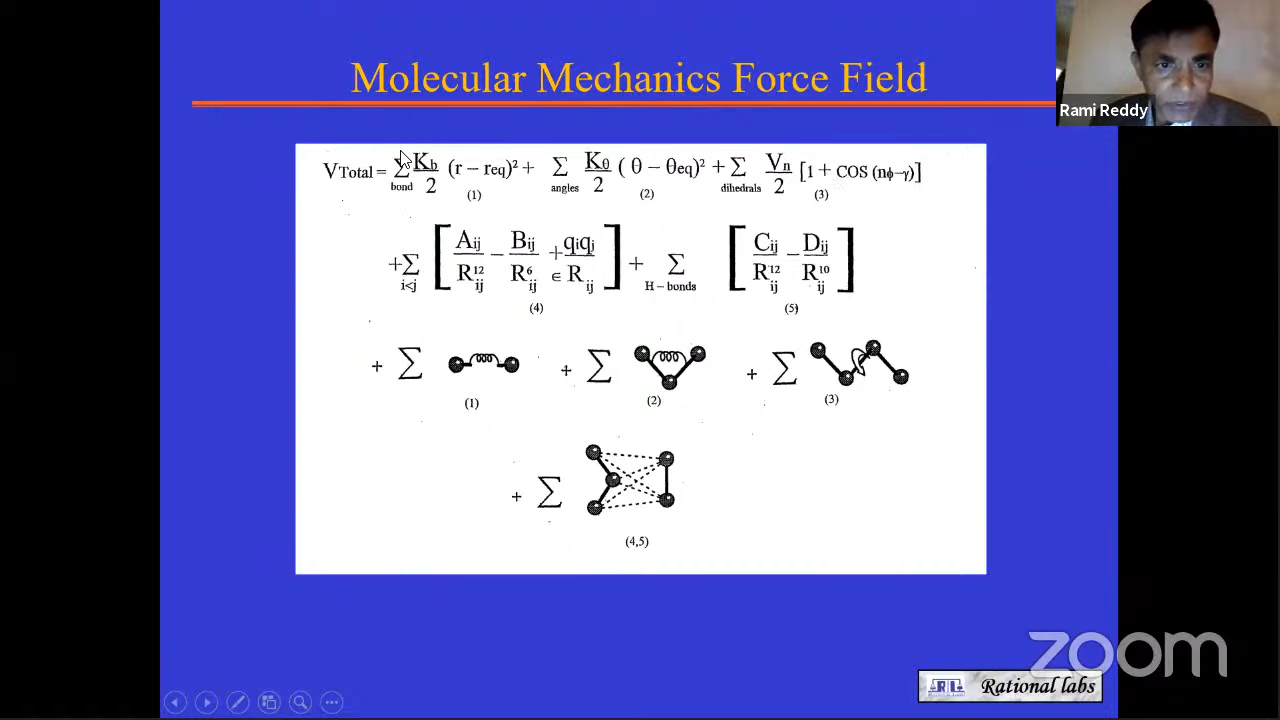 Molecular Mechanics Force Field
Rami Reddy
VTotal = Σ Kb/2 (r − req)² + Σ Kθ/2 ( θ − θeq)² + Σ Vn/2 [1 + COS (nϕ−γ)]
bond (1) angles (2) dihedrals (3)
+Σ [ Aij/R¹²ij − Bij/R⁶ij + qiqj/∈ Rij ] + Σ [ Cij/R¹²ij − Dij/R¹⁰ij ]
i<j H – bonds
(4) (5)
+ Σ + Σ + Σ
(1) (2) (3)
+ Σ
(4,5)
zoom
RL Rational labs